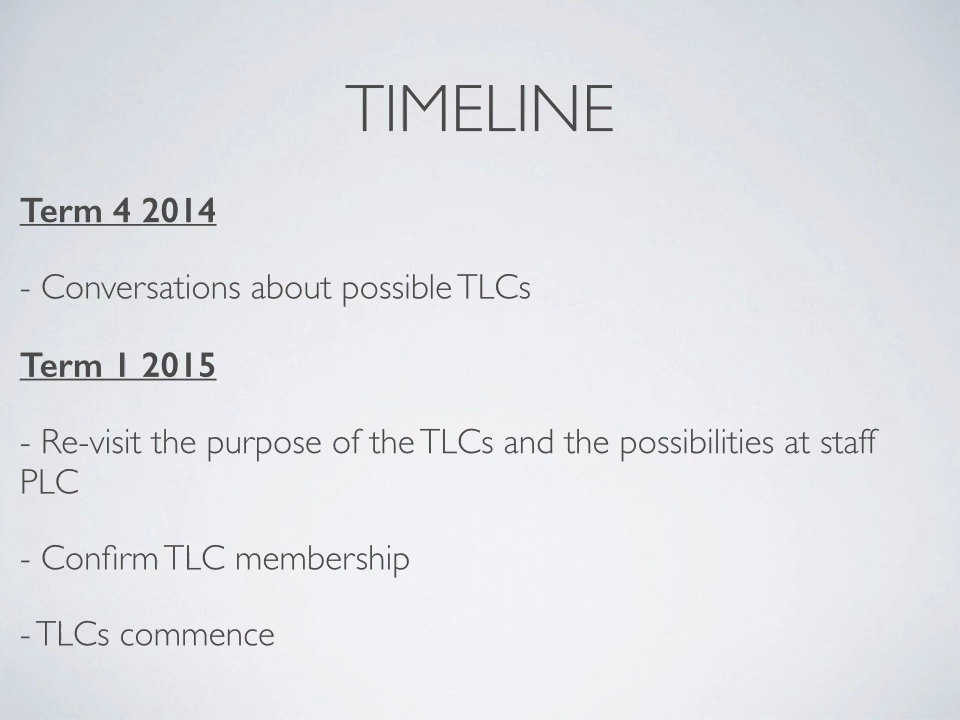 TIMELINE
Term 4 2014
- Conversations about possible TLCs
Term 1 2015
- Re-visit the purpose of the TLCs and the possibilities at staff
PLC
- Confirm TLC membership
- TLCs commence